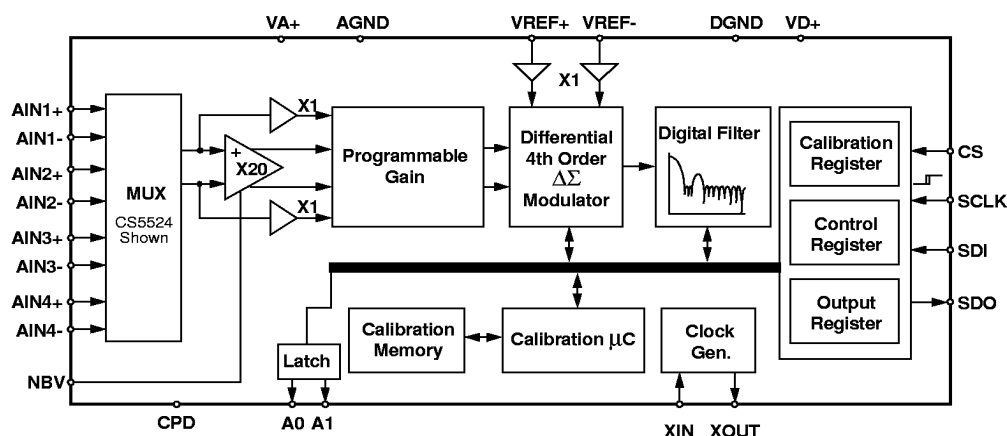 VA+ AGND VREF+ VREF- DGND VD+
X1
AIN1+
AIN1-
AIN2+
AIN2-
AIN3+
AIN3-
AIN4+
AIN4-
NBV
MUX
CS5524
Shown
X1
+
X20
X1
Programmable
Gain
Differential
4th Order
ΔΣ
Modulator
Digital Filter
Calibration
Register
Control
Register
Output
Register
CS
SCLK
SDI
SDO
Latch
Calibration
Memory
Calibration µC
Clock
Gen.
CPD A0 A1 XIN XOUT